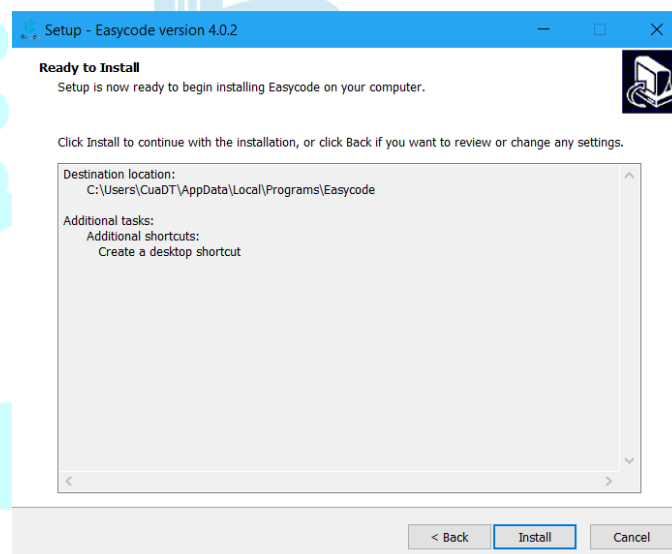 Setup - Easycode version 4.0.2
Ready to Install
Setup is now ready to begin installing Easycode on your computer.
Click Install to continue with the installation, or click Back if you want to review or change any settings.
Destination location:
C:\Users\CuaDT\AppData\Local\Programs\Easycode
Additional tasks:
Additional shortcuts:
Create a desktop shortcut
< Back
Install
Cancel